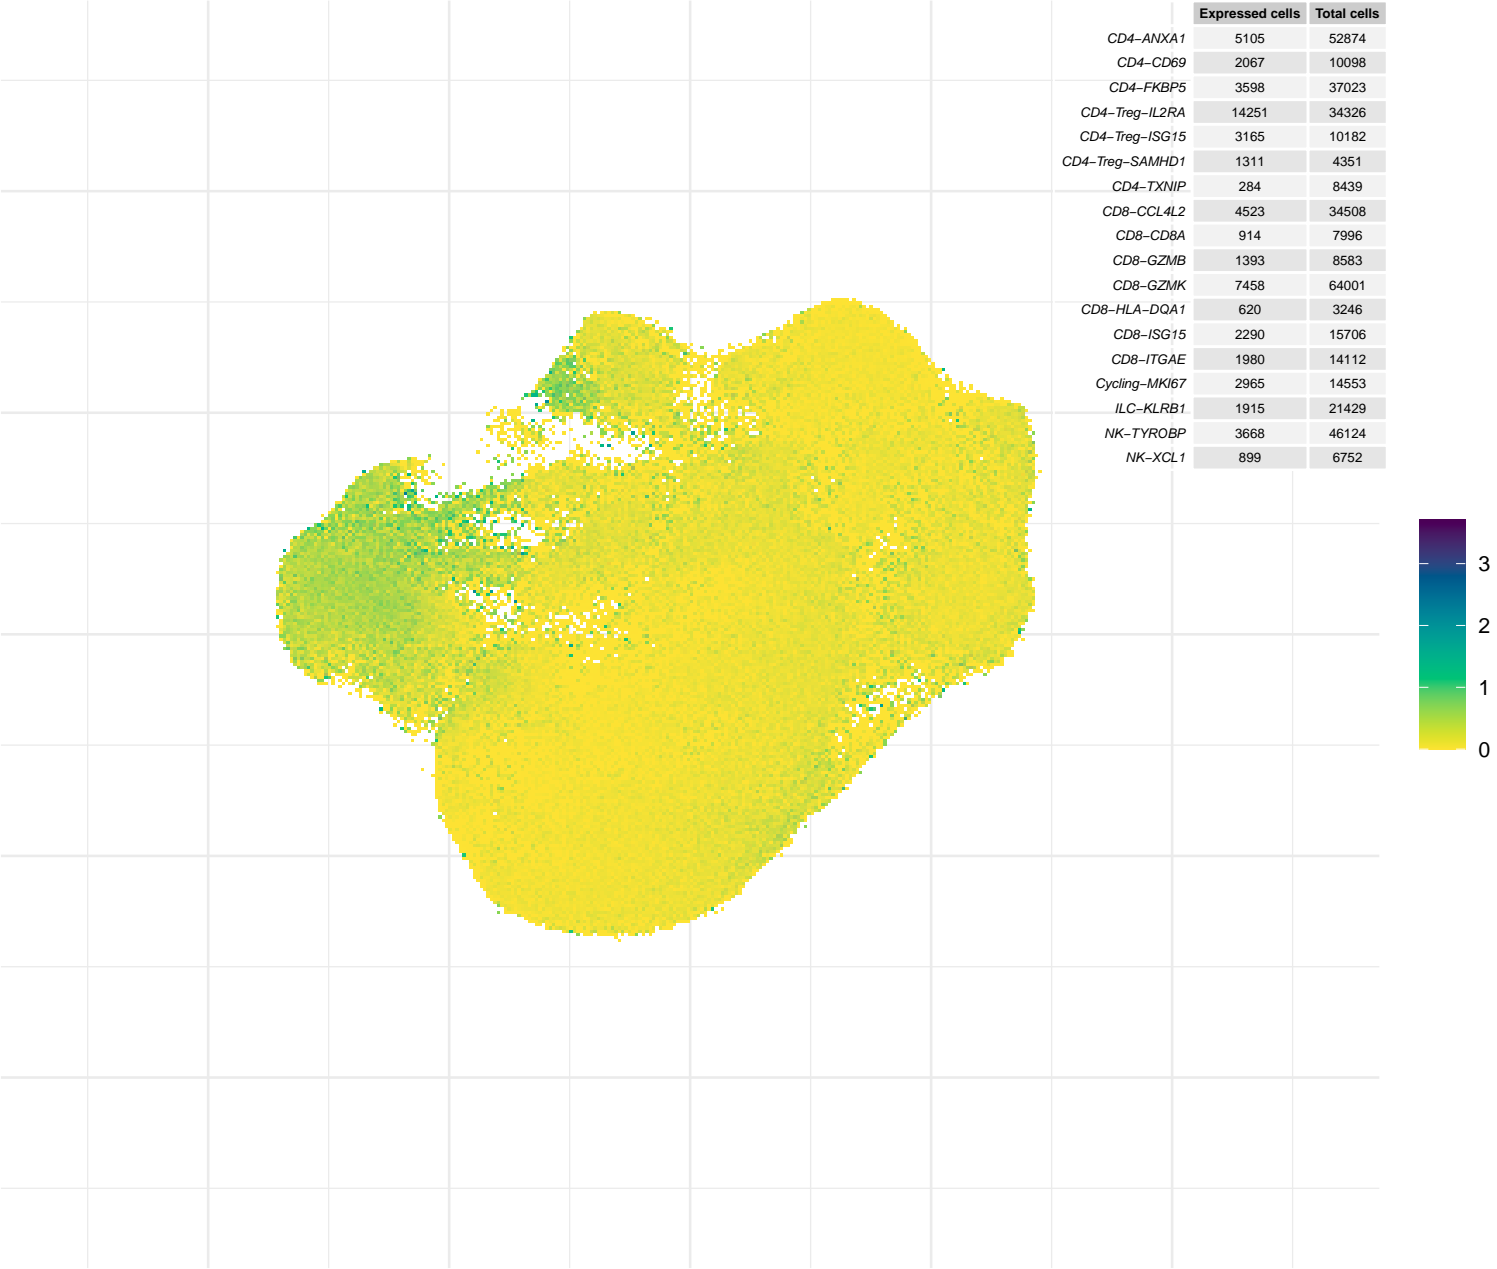 Expressed cells Total cells
CD4−ANXA1 5105 52874
CD4−CD69 2067 10098
CD4−FKBP5 3598 37023
CD4−Treg−IL2RA 14251 34326
CD4−Treg−ISG15 3165 10182
CD4−Treg−SAMHD1 1311 4351
CD4−TXNIP 284 8439
CD8−CCL4L2 4523 34508
CD8−CD8A 914 7996
CD8−GZMB 1393 8583
CD8−GZMK 7458 64001
CD8−HLA−DQA1 620 3246
CD8−ISG15 2290 15706
CD8−ITGAE 1980 14112
Cycling−MKI67 2965 14553
ILC−KLRB1 1915 21429
NK−TYROBP 3668 46124
NK−XCL1 899 6752
3
2
1
0